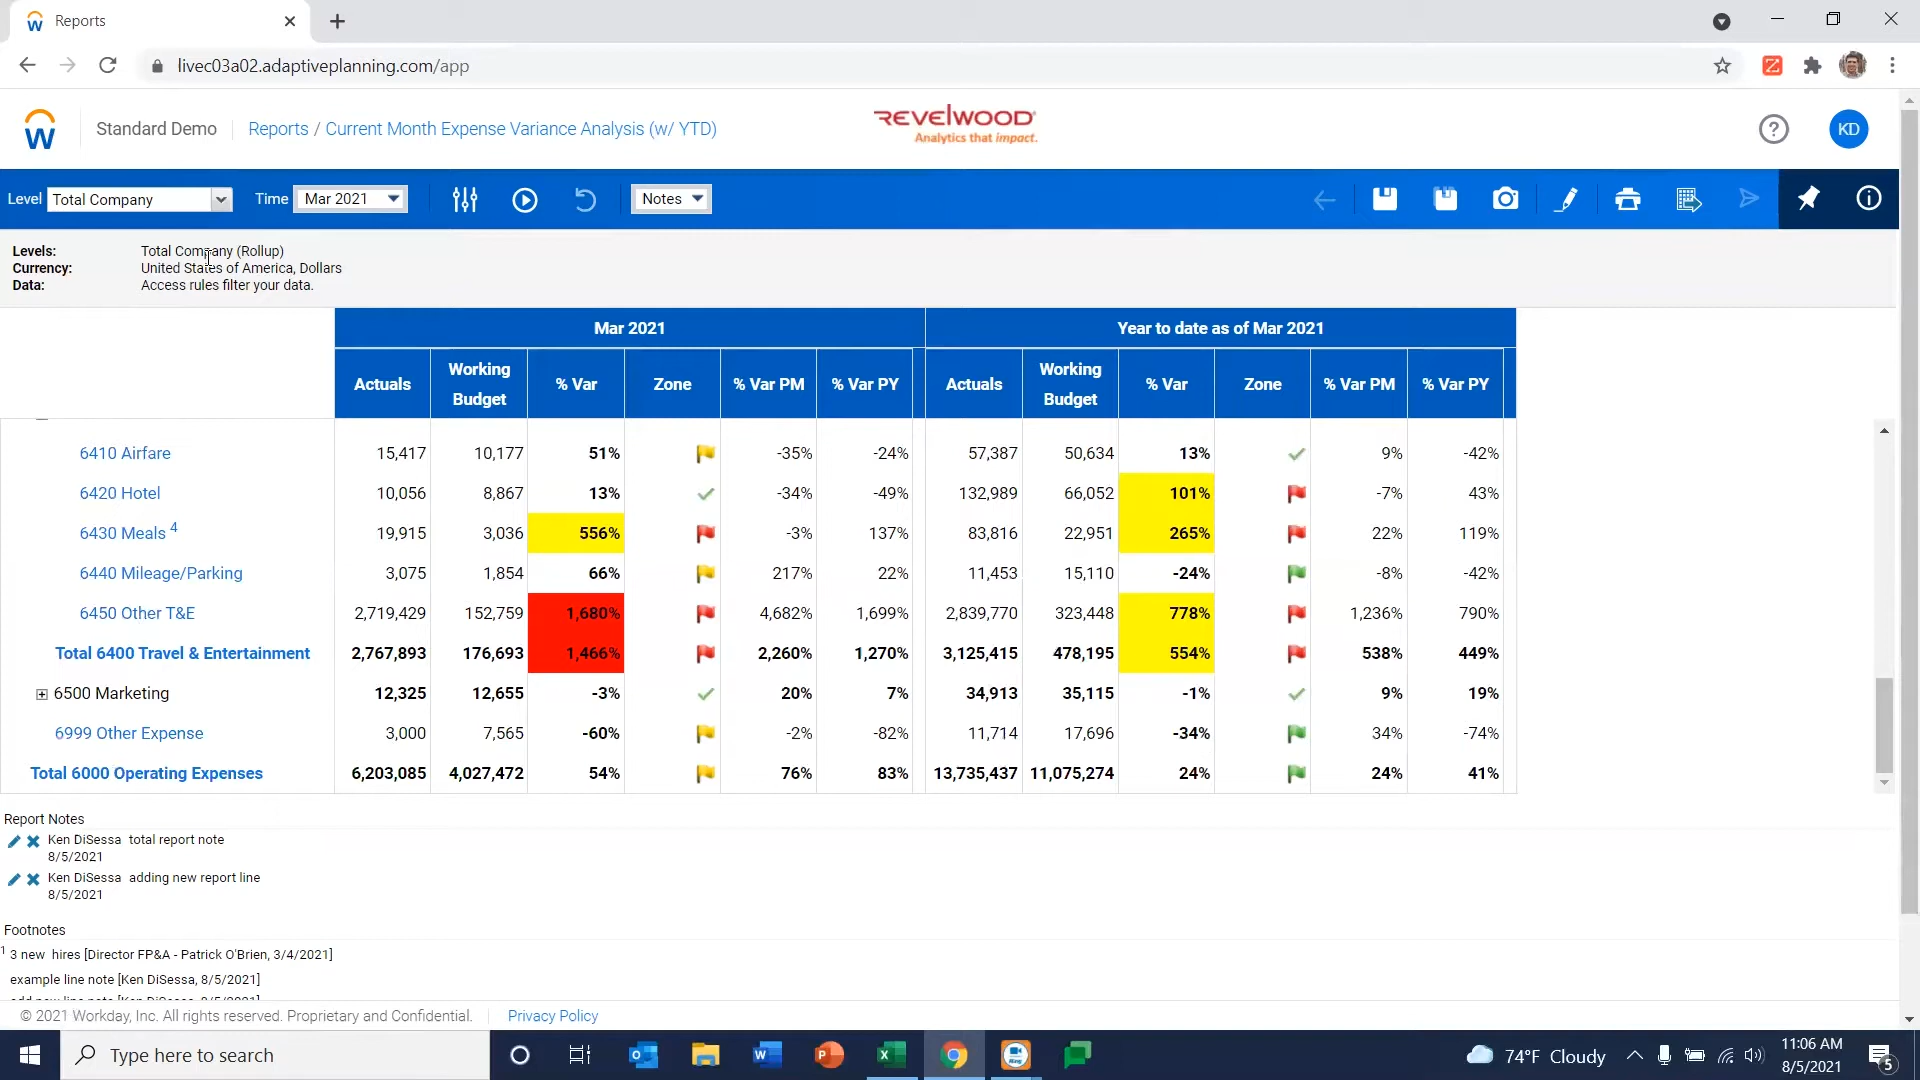 Reports
livec03a02.adaptiveplanning.com/app
Standard Demo
Reports / Current Month Expense Variance Analysis (w/ YTD)
REVELWOOD
Analytics that impact.
KD
Level Total Company Time Mar 2021 Notes
Levels: Total Company (Rollup)
Currency: United States of America, Dollars
Data: Access rules filter your data.
Mar 2021 Year to date as of Mar 2021
Actuals Working Budget % Var Zone % Var PM % Var PY Actuals Working Budget % Var Zone % Var PM % Var PY
6410 Airfare 15,417 10,177 51% -35% -24% 57,387 50,634 13% 9% -42%
6420 Hotel 10,056 8,867 13% -34% -49% 132,989 66,052 101% -7% 43%
6430 Meals 4 19,915 3,036 556% -3% 137% 83,816 22,951 265% 22% 119%
6440 Mileage/Parking 3,075 1,854 66% 217% 22% 11,453 15,110 -24% -8% -42%
6450 Other T&E 2,719,429 152,759 1,680% 4,682% 1,699% 2,839,770 323,448 778% 1,236% 790%
Total 6400 Travel & Entertainment 2,767,893 176,693 1,466% 2,260% 1,270% 3,125,415 478,195 554% 538% 449%
6500 Marketing 12,325 12,655 -3% 20% 7% 34,913 35,115 -1% 9% 19%
6999 Other Expense 3,000 7,565 -60% -2% -82% 11,714 17,696 -34% 34% -74%
Total 6000 Operating Expenses 6,203,085 4,027,472 54% 76% 83% 13,735,437 11,075,274 24% 24% 41%
Report Notes
Ken DiSessa total report note
8/5/2021
Ken DiSessa adding new report line
8/5/2021
Footnotes
1 3 new hires [Director FP&A - Patrick O'Brien, 3/4/2021]
example line note [Ken DiSessa, 8/5/2021]
© 2021 Workday, Inc. All rights reserved. Proprietary and Confidential. Privacy Policy
Type here to search
74°F Cloudy
11:06 AM
8/5/2021
5